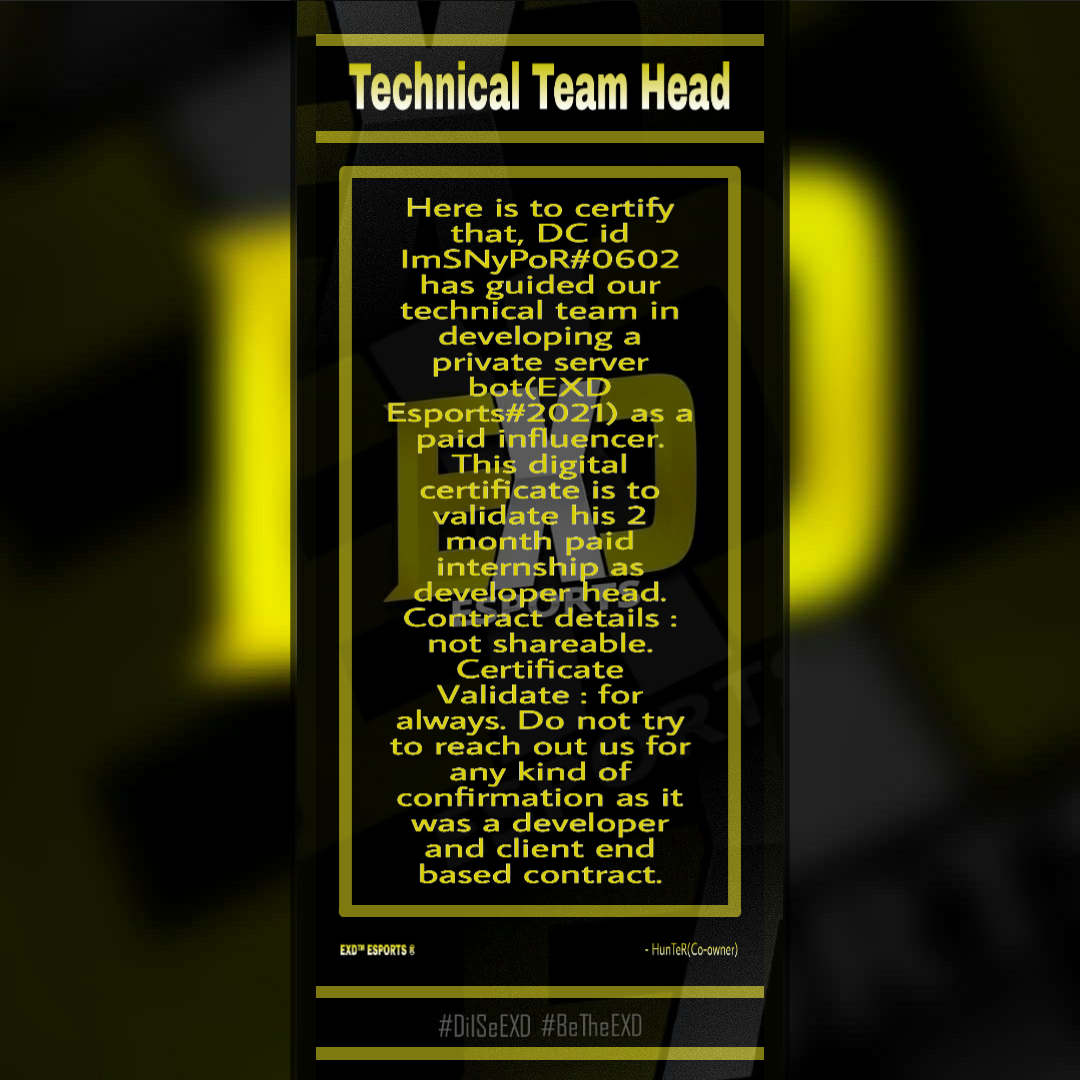 Technical Team Head
Here is to certify
that, DC id
ImSNyPoR#0602
has guided our
technical team in
developing a
private server
bot(EXD
Esports#2021) as a
paid influencer.
This digital
certificate is to
validate his 2
month paid
internship as
developer head.
Contract details :
not shareable.
Certificate
Validate : for
always. Do not try
to reach out us for
any kind of
confirmation as it
was a developer
and client end
based contract.
EXD
ESPORTS
EXD™ ESPORTS ®
- HunTeR(Co-owner)
#DilSeEXD #BeTheEXD